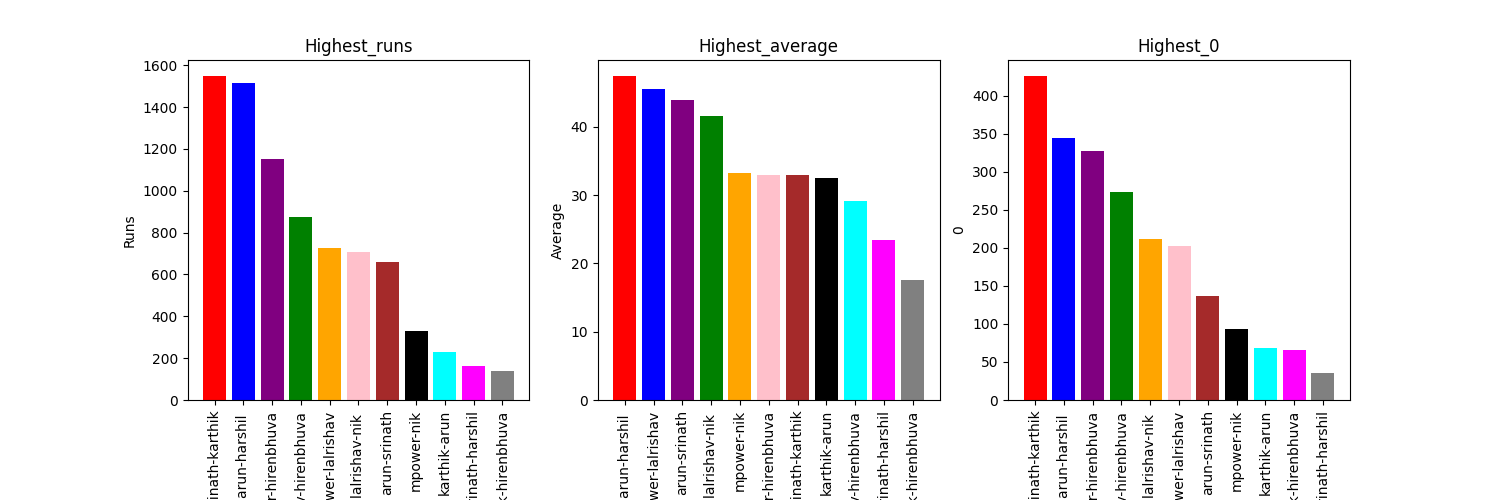 Highest_runs
Runs
1600
1400
1200
1000
800
600
400
200
0
inath-karthik
arun-harshil
r-hirenbhuva
v-hirenbhuva
wer-lalrishav
lalrishav-nik
arun-srinath
mpower-nik
karthik-arun
inath-harshil
k-hirenbhuva
Highest_average
Average
40
30
20
10
0
arun-harshil
wer-lalrishav
arun-srinath
lalrishav-nik
mpower-nik
r-hirenbhuva
inath-karthik
karthik-arun
v-hirenbhuva
inath-harshil
k-hirenbhuva
Highest_0
0
400
350
300
250
200
150
100
50
0
inath-karthik
arun-harshil
r-hirenbhuva
v-hirenbhuva
lalrishav-nik
wer-lalrishav
arun-srinath
mpower-nik
karthik-arun
k-hirenbhuva
inath-harshil